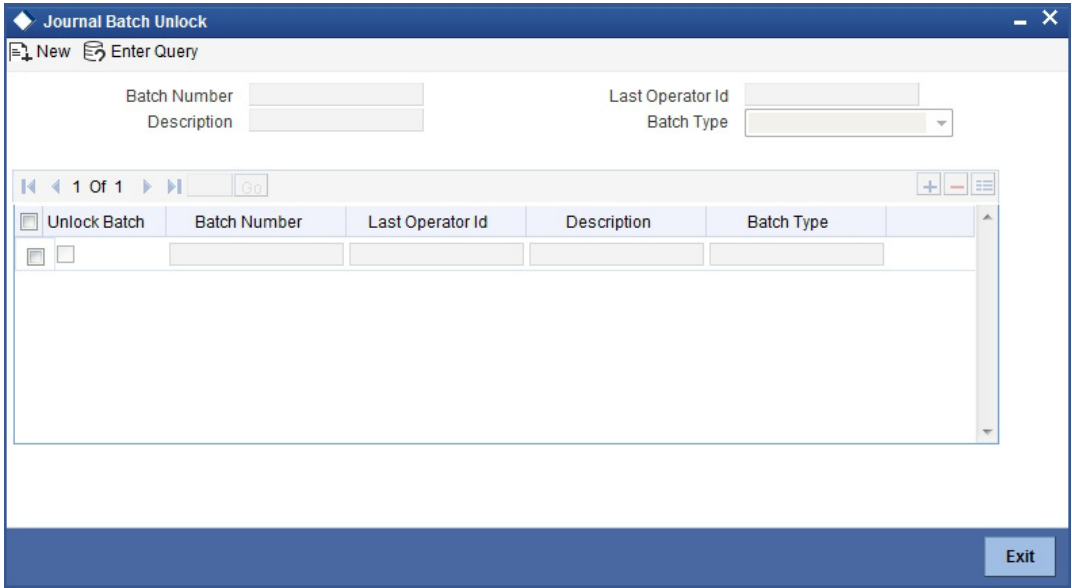 Journal Batch Unlock
New Enter Query
Batch Number Last Operator Id
Description Batch Type
1 Of 1 Go
Unlock Batch Batch Number Last Operator Id Description Batch Type
Exit